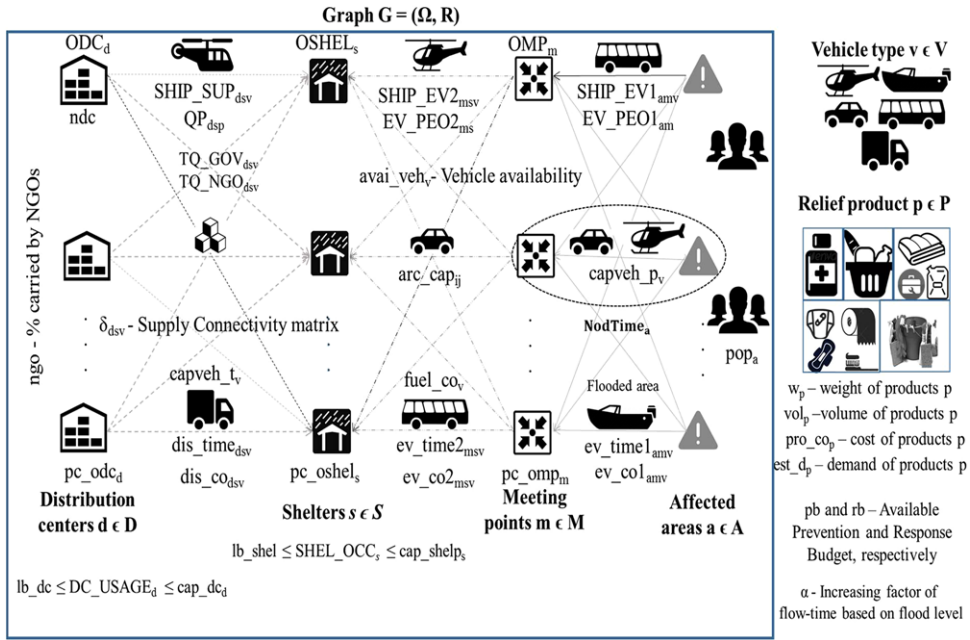 Graph G = (Ω, R)
ODC_d
OSHEL_s
OMP_m
ndc
SHIP_SUP_dsv
QP_dsp
SHIP_EV2_msv
EV_PEO2_ms
SHIP_EV1_amv
EV_PEO1_am
TQ_GOV_dsv
TQ_NGO_dsv
avai_veh_v- Vehicle availability
ngo - % carried by NGOs
arc_cap_ij
capveh_p_v
δ_dsv - Supply Connectivity matrix
NodTime_a
pop_a
capveh_t_v
fuel_co_v
Flooded area
dis_time_dsv
dis_co_dsv
ev_time2_msv
ev_co2_msv
ev_time1_amv
ev_co1_amv
pc_odc_d
pc_oshel_s
pc_omp_m
Distribution
centers d ϵ D
Shelters s ϵ S
Meeting
points m ϵ M
Affected
areas a ϵ A
lb_shel ≤ SHEL_OCC_s ≤ cap_shelp_s
lb_dc ≤ DC_USAGE_d ≤ cap_dc_d
Vehicle type v ϵ V
Relief product p ϵ P
w_p – weight of products p
vol_p –volume of products p
pro_co_p – cost of products p
est_d_p – demand of products p
pb and rb – Available
Prevention and Response
Budget, respectively
α - Increasing factor of
flow-time based on flood level